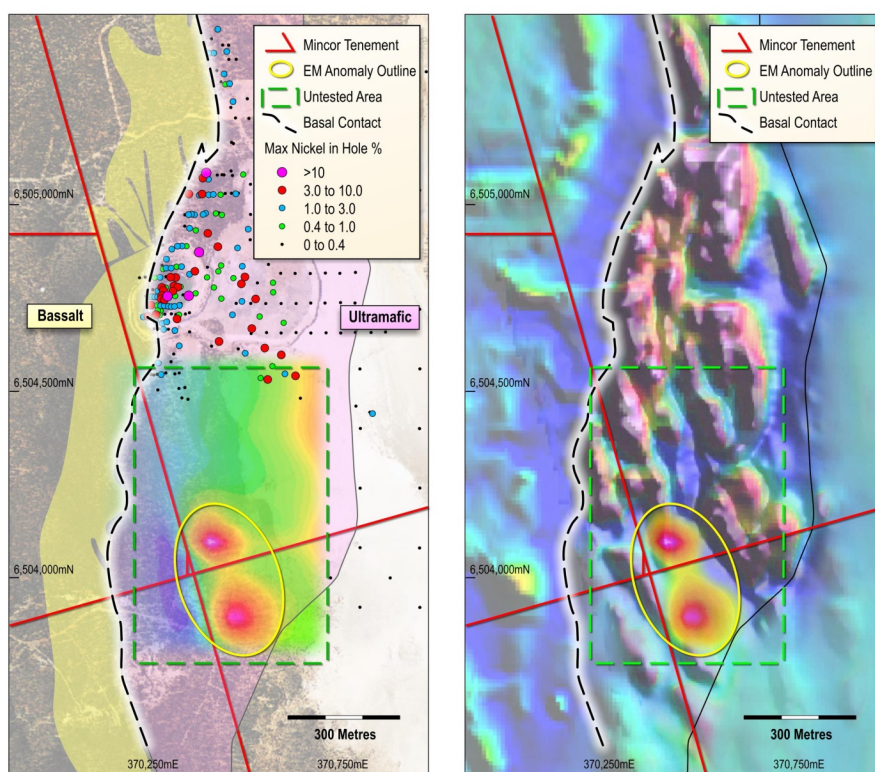 Mincor Tenement
EM Anomaly Outline
Untested Area
Basal Contact
Max Nickel in Hole %
>10
3.0 to 10.0
1.0 to 3.0
0.4 to 1.0
0 to 0.4
6,505,000mN
Bassalt
Ultramafic
6,504,500mN
6,504,000mN
300 Metres
370,250mE
370,750mE
Mincor Tenement
EM Anomaly Outline
Untested Area
Basal Contact
6,505,000mN
6,504,500mN
6,504,000mN
300 Metres
370,250mE
370,750mE